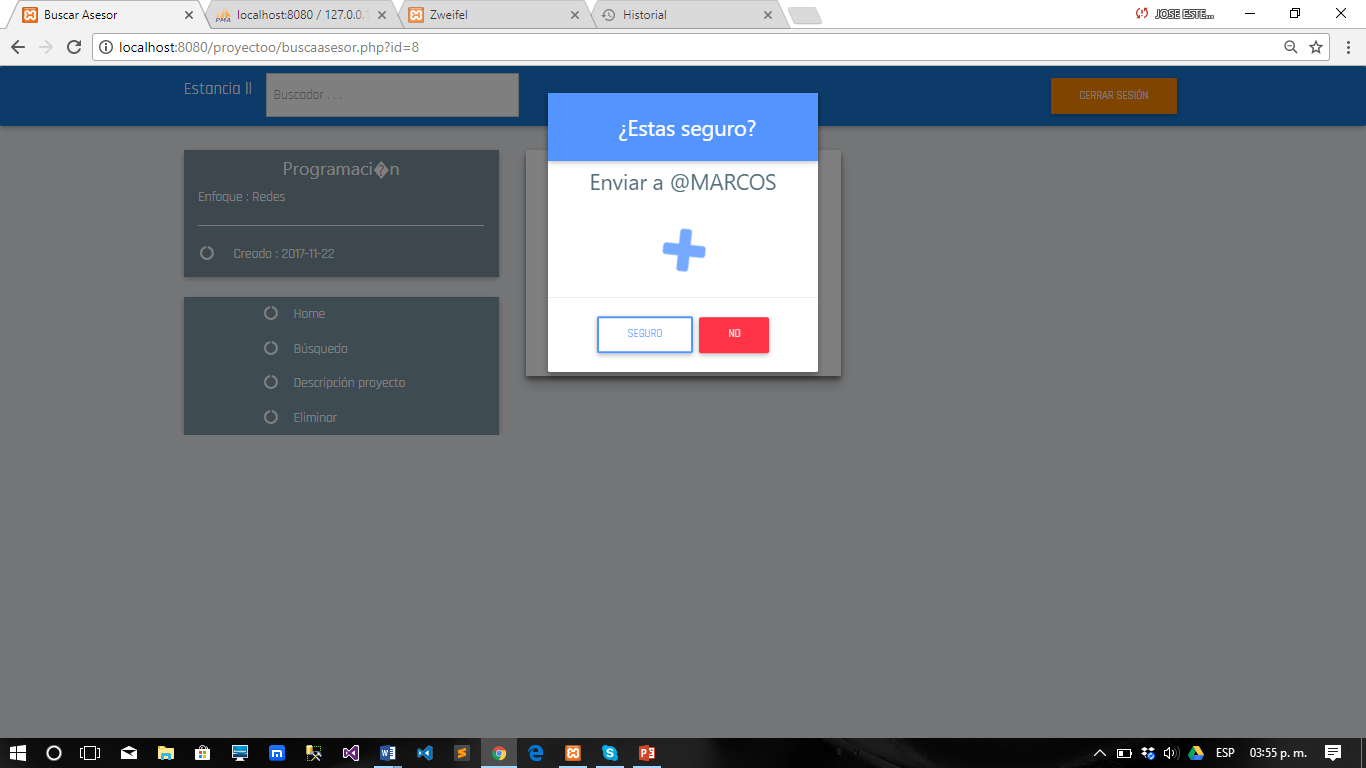 Buscar Asesor
localhost:8080 / 127.0.0.1
Zweifel
Historial
JOSE ESTE...
localhost:8080/proyectoo/buscaasesor.php?id=8
Estancia II
Buscador . . .
CERRAR SESIÓN
Programaci�n
Enfoque : Redes
Creado : 2017-11-22
Home
Búsqueda
Descripción proyecto
Eliminar
¿Estas seguro?
Enviar a @MARCOS
SEGURO
NO
ESP
03:55 p. m.